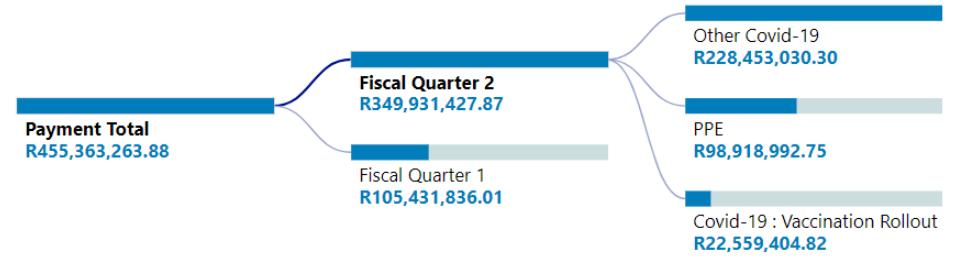 Payment Total
R455,363,263.88
Fiscal Quarter 2
R349,931,427.87
Fiscal Quarter 1
R105,431,836.01
Other Covid-19
R228,453,030.30
PPE
R98,918,992.75
Covid-19 : Vaccination Rollout
R22,559,404.82